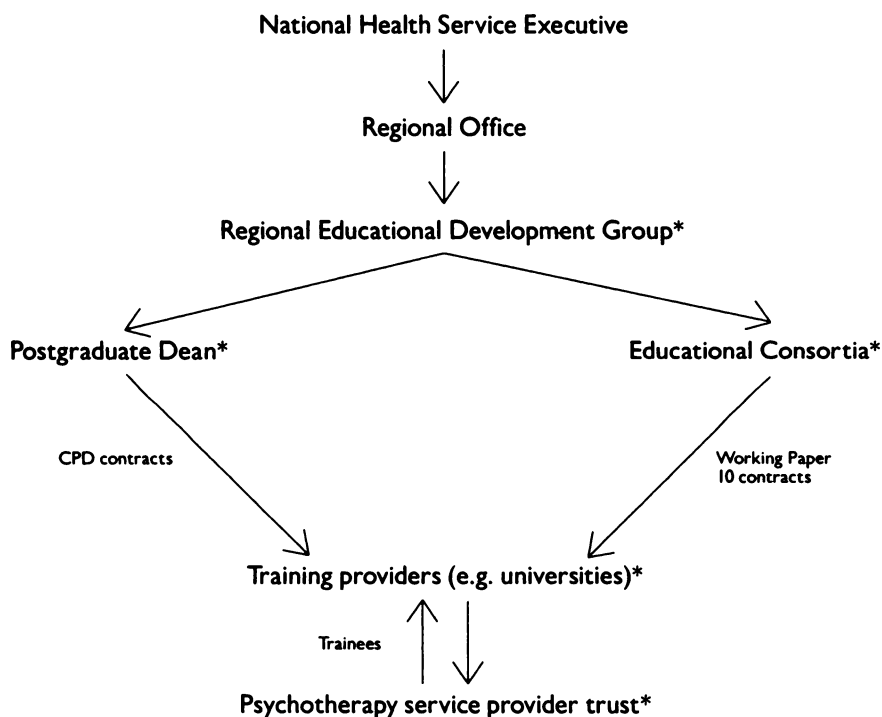 National Health Service Executive
Regional Office
Regional Educational Development Group*
Postgraduate Dean*
Educational Consortia*
CPD contracts
Working Paper
10 contracts
Training providers (e.g. universities)*
Trainees
Psychotherapy service provider trust*